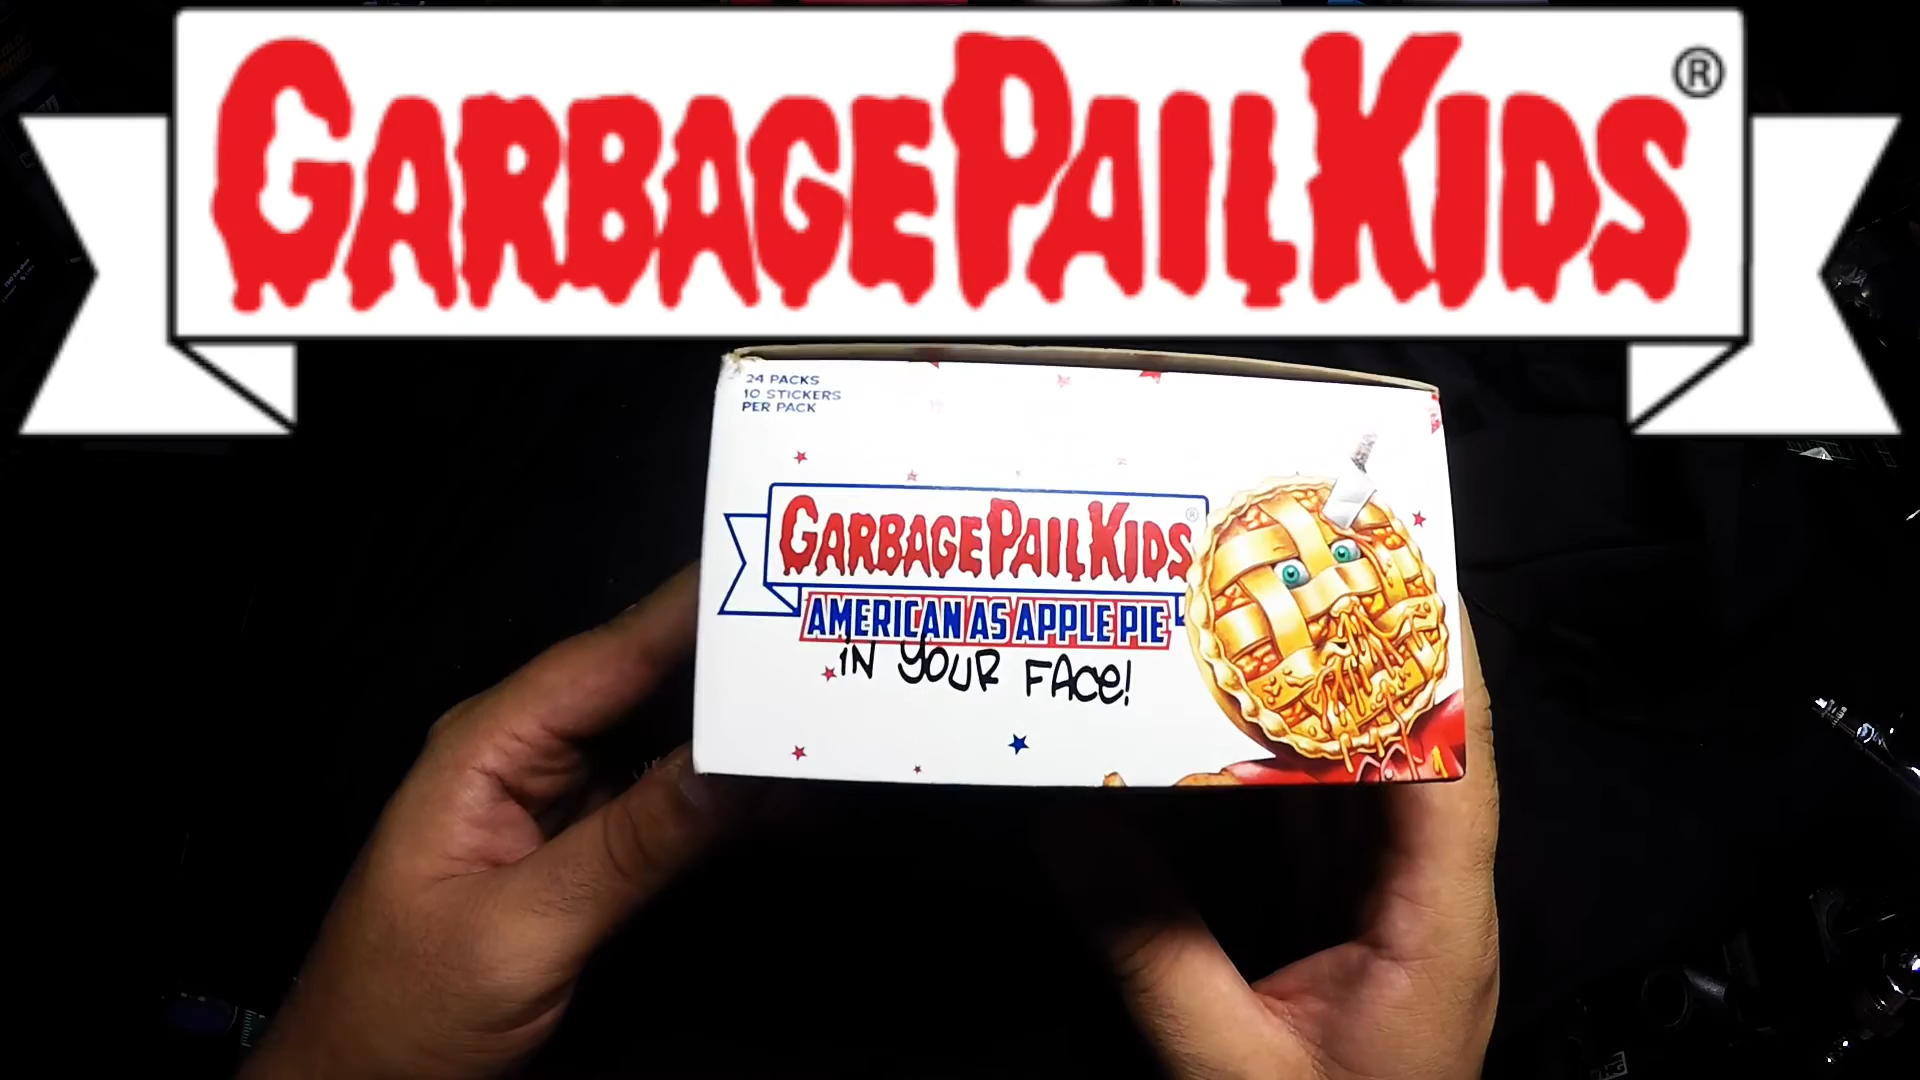 GARBAGE PAIL KIDS ®
24 PACKS
10 STICKERS
PER PACK
GARBAGE PAIL KIDS ®
AMERICAN AS APPLE PIE
iN YOUR FACE!